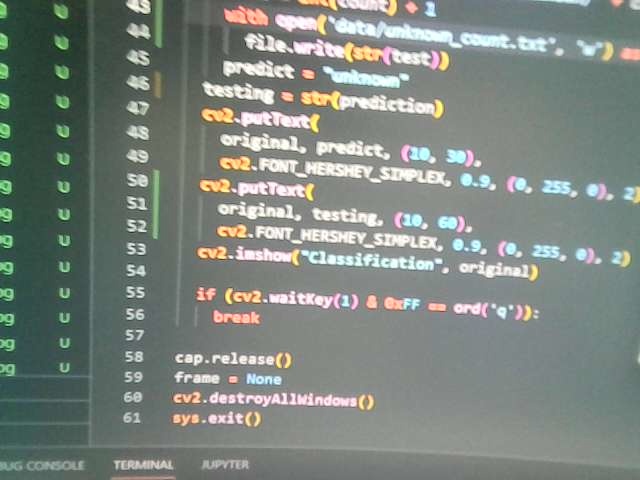 43 int(count) + 1
44 with open('data/unknown_count.txt', 'w') as
45 file.write(str(test))
46 predict = "unknown"
47 testing = str(prediction)
48 cv2.putText(
49 original, predict, (10, 30),
50 cv2.FONT_HERSHEY_SIMPLEX, 0.9, (0, 255, 0), 2)
51 cv2.putText(
52 original, testing, (10, 60),
53 cv2.FONT_HERSHEY_SIMPLEX, 0.9, (0, 255, 0), 2)
54 cv2.imshow("Classification", original)
55 if (cv2.waitKey(1) & 0xFF == ord('q')):
56 break
57
58 cap.release()
59 frame = None
60 cv2.destroyAllWindows()
61 sys.exit()
BUG CONSOLE TERMINAL JUPYTER